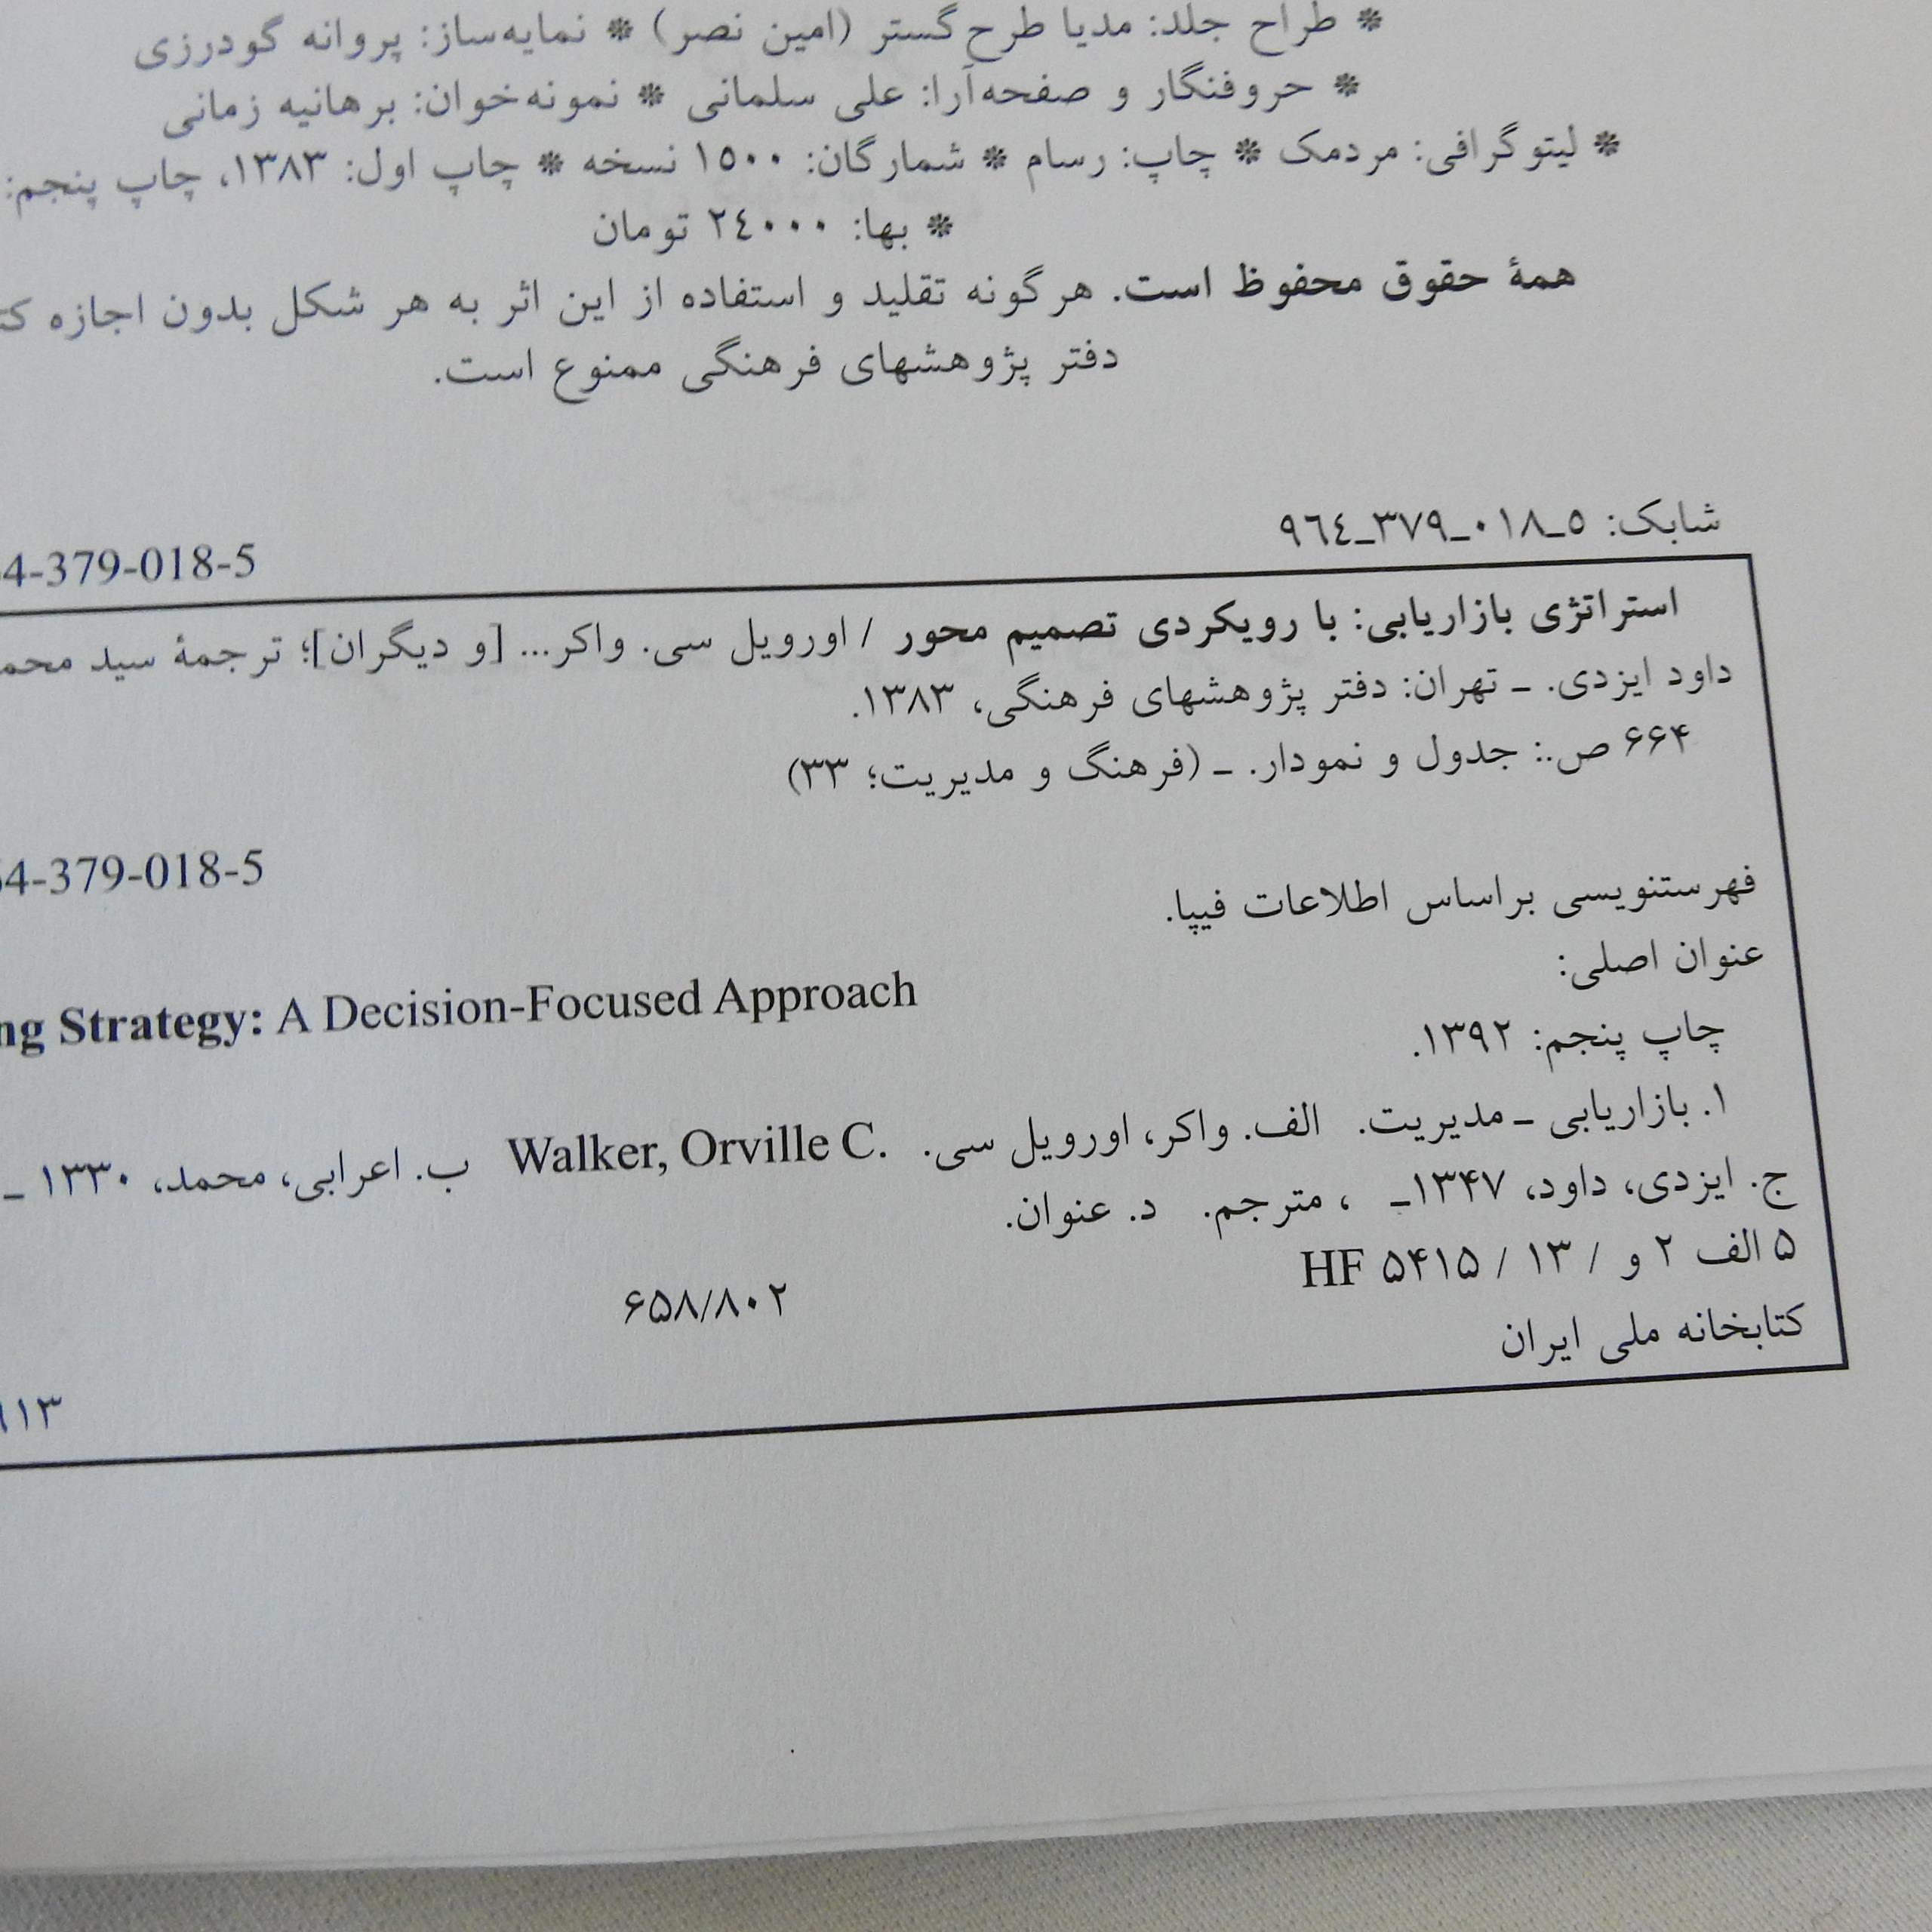 * طراح جلد: مدیا طرح‌گستر (امین نصر) * نمایه‌ساز: پروانه گودرزی
* حروفنگار و صفحه‌آرا: علی سلمانی * نمونه‌خوان: برهانیه زمانی
* لیتوگرافی: مردمک * چاپ: رسام * شمارگان: ۱۵۰۰ نسخه * چاپ اول: ۱۳۸۳، چاپ پنجم:
* بها: ۲٤۰۰۰ تومان
همهٔ حقوق محفوظ است. هرگونه تقلید و استفاده از این اثر به هر شکل بدون اجازه
دفتر پژوهشهای فرهنگی ممنوع است.
شابک: ۵_۰۱۸_۳۷۹_۹٦٤
4-379-018-5
استراتژی بازاریابی: با رویکردی تصمیم محور / اورویل سی. واکر... [و دیگران]؛ ترجمهٔ سید
داود ایزدی. ـ تهران: دفتر پژوهشهای فرهنگی، ۱۳۸۳.
۶۶۴ ص.: جدول و نمودار. ـ (فرهنگ و مدیریت؛ ۳۳)
64-379-018-5
فهرستنویسی براساس اطلاعات فیپا.
عنوان اصلی:
ng Strategy: A Decision-Focused Approach
چاپ پنجم: ۱۳۹۲.
۱. بازاریابی ـ مدیریت. الف. واکر، اورویل سی. Walker, Orville C. ب. اعرابی، محمد، ۱۳۳۰ ـ
ج. ایزدی، داود، ۱۳۴۷ـ ، مترجم. د. عنوان.
۵ الف ۲ و / ۱۳ / ۵۴۱۵ HF
۶۵۸/۸۰۲
کتابخانه ملی ایران
۱۳